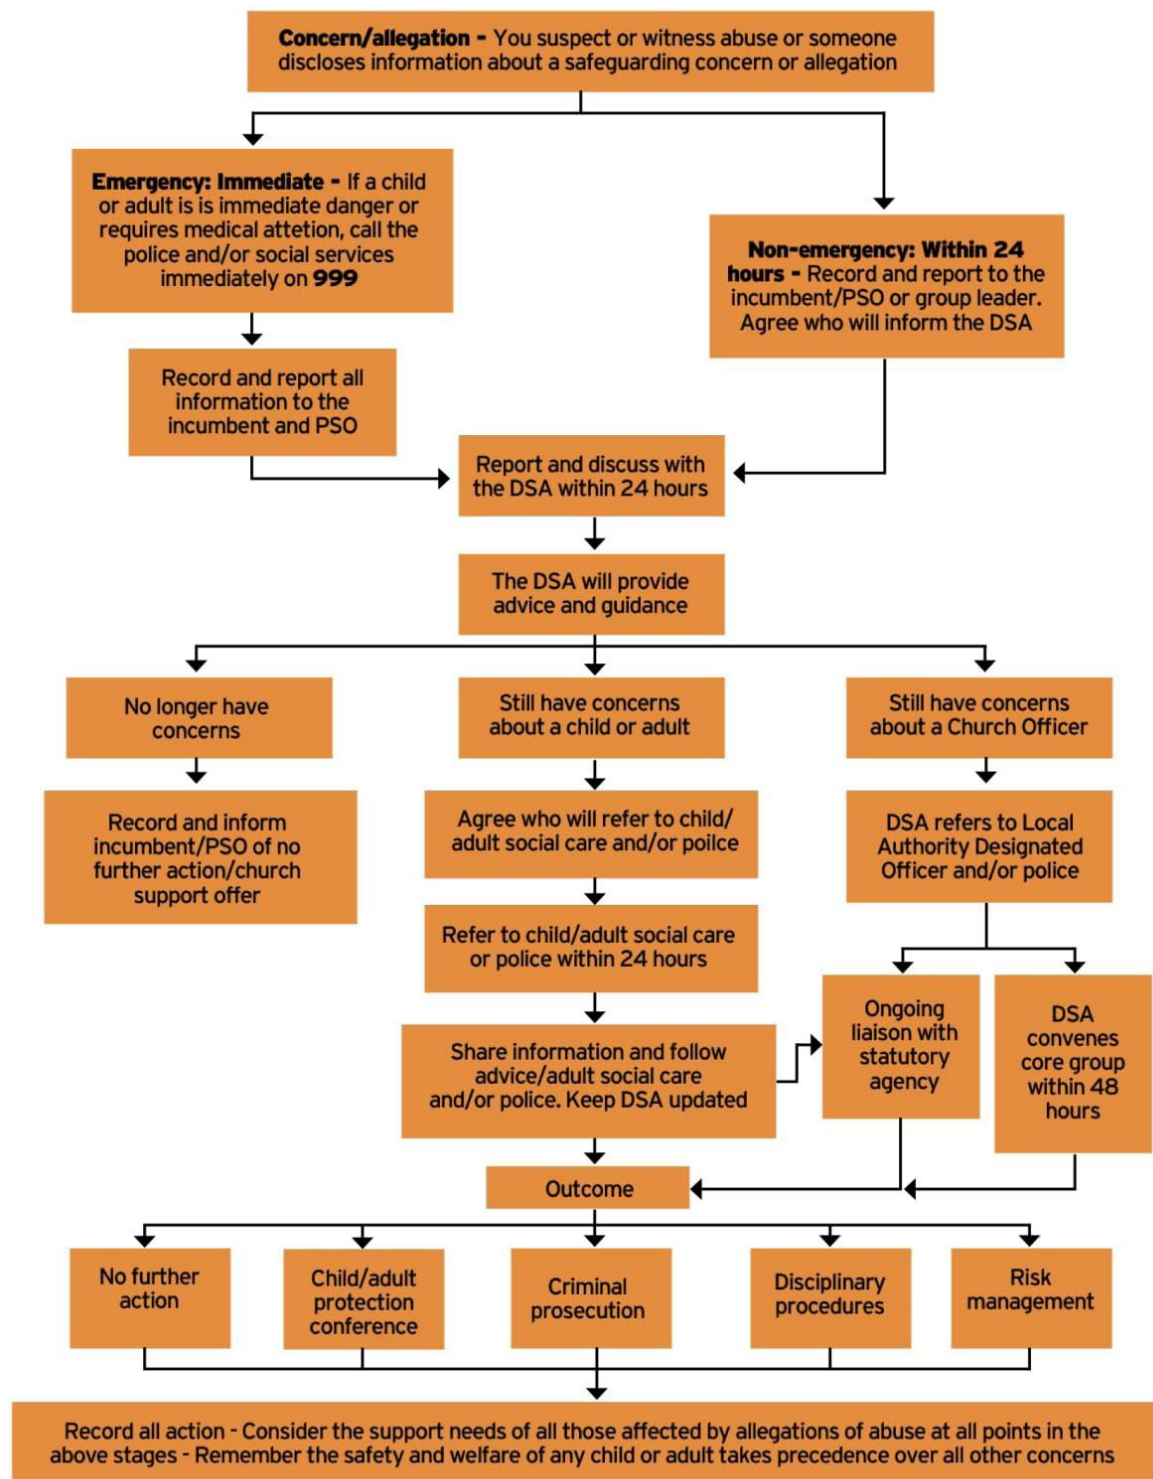 Concern/allegation - You suspect or witness abuse or someone
discloses information about a safeguarding concern or allegation
Emergency: Immediate - If a child
or adult is is immediate danger or
requires medical attetion, call the
police and/or social services
immediately on 999
Non-emergency: Within 24
hours - Record and report to the
incumbent/PSO or group leader.
Agree who will inform the DSA
Record and report all
information to the
incumbent and PSO
Report and discuss with
the DSA within 24 hours
The DSA will provide
advice and guidance
No longer have
concerns
Still have concerns
about a child or adult
Still have concerns
about a Church Officer
Record and inform
incumbent/PSO of no
further action/church
support offer
Agree who will refer to child/
adult social care and/or poilce
DSA refers to Local
Authority Designated
Officer and/or police
Refer to child/adult social care
or police within 24 hours
Ongoing
liaison with
statutory
agency
DSA
convenes
core group
within 48
hours
Share information and follow
advice/adult social care
and/or police. Keep DSA updated
Outcome
No further
action
Child/adult
protection
conference
Criminal
prosecution
Disciplinary
procedures
Risk
management
Record all action - Consider the support needs of all those affected by allegations of abuse at all points in the
above stages - Remember the safety and welfare of any child or adult takes precedence over all other concerns